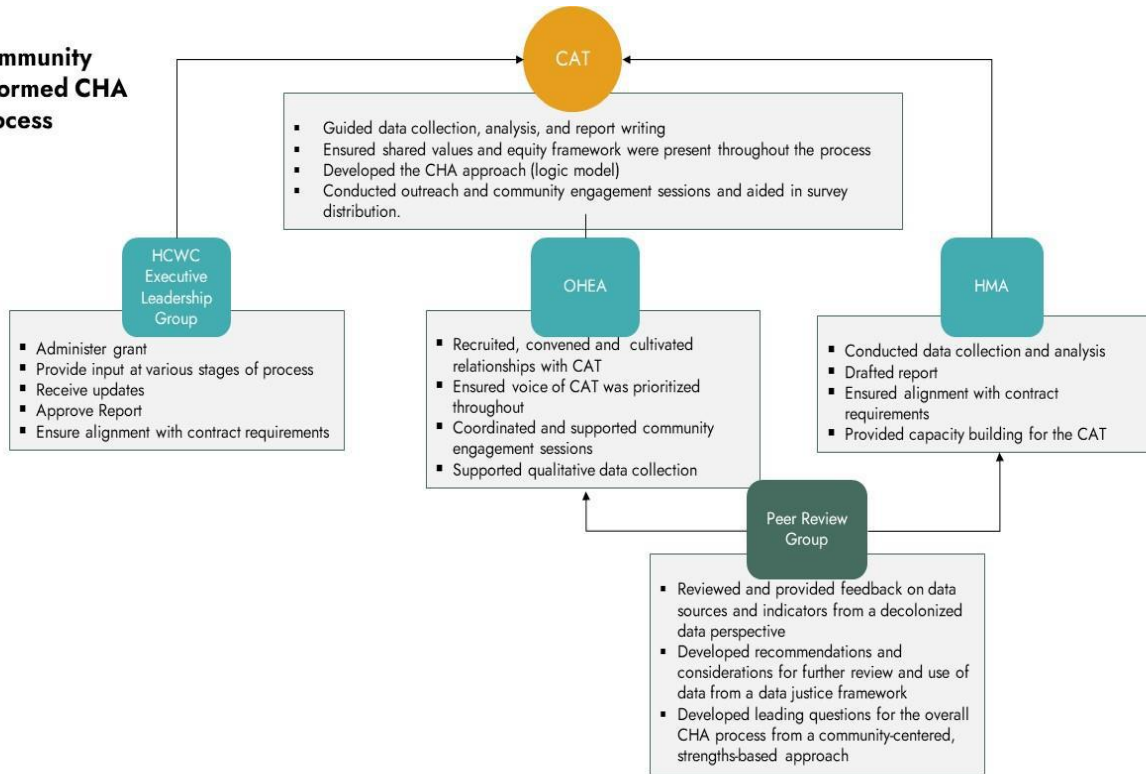 CAT
▪ Guided data collection, analysis, and report writing
▪ Ensured shared values and equity framework were present throughout the process
▪ Developed the CHA approach (logic model)
▪ Conducted outreach and community engagement sessions and aided in survey
distribution.
HCWC
Executive
Leadership
Group
▪ Administer grant
▪ Provide input at various stages of process
▪ Receive updates
▪ Approve Report
▪ Ensure alignment with contract requirements
OHEA
▪ Recruited, convened and cultivated
relationships with CAT
▪ Ensured voice of CAT was prioritized
throughout
▪ Coordinated and supported community
engagement sessions
▪ Supported qualitative data collection
HMA
▪ Conducted data collection and analysis
▪ Drafted report
▪ Ensured alignment with contract
requirements
▪ Provided capacity building for the CAT
Peer Review
Group
▪ Reviewed and provided feedback on data
sources and indicators from a decolonized
data perspective
▪ Developed recommendations and
considerations for further review and use of
data from a data justice framework
▪ Developed leading questions for the overall
CHA process from a community-centered,
strengths-based approach
CHA